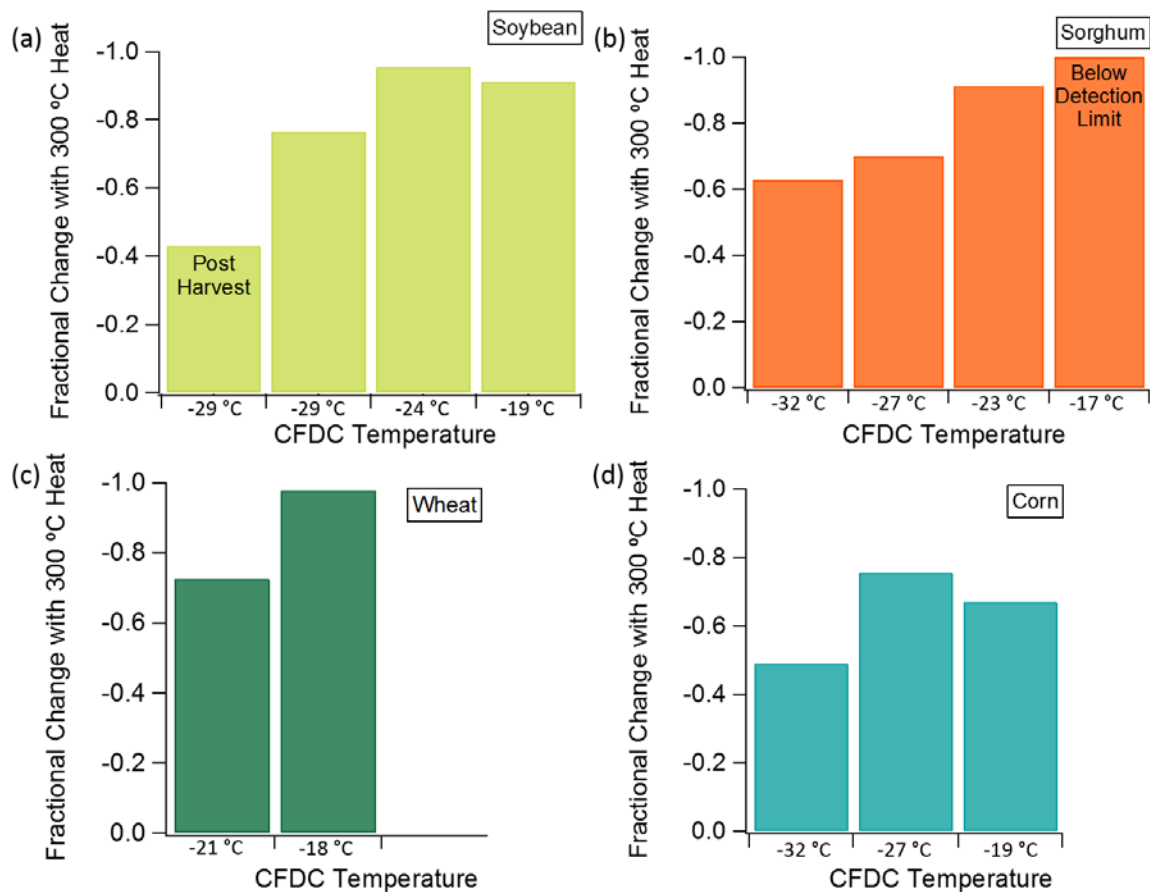 (a)
Soybean
Fractional Change with 300 ºC Heat
-1.0
-0.8
-0.6
-0.4
-0.2
0.0
Post
Harvest
-29 °C
-29 °C
-24 °C
-19 °C
CFDC Temperature
(b)
Sorghum
Fractional Change with 300 ºC Heat
-1.0
-0.8
-0.6
-0.4
-0.2
0.0
Below
Detection
Limit
-32 °C
-27 °C
-23 °C
-17 °C
CFDC Temperature
(c)
Wheat
Fractional Change with 300 ºC Heat
-1.0
-0.8
-0.6
-0.4
-0.2
0.0
-21 °C
-18 °C
CFDC Temperature
(d)
Corn
Fractional Change with 300 ºC Heat
-1.0
-0.8
-0.6
-0.4
-0.2
0.0
-32 °C
-27 °C
-19 °C
CFDC Temperature